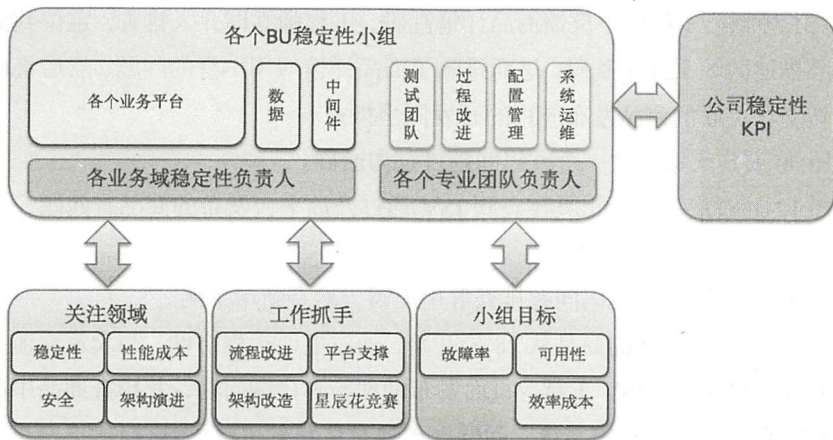 各个BU稳定性小组
各个业务平台
数据
中间件
测试团队
过程改进
配置管理
系统运维
各业务域稳定性负责人
各个专业团队负责人
公司稳定性
KPI
关注领域
稳定性
性能成本
安全
架构演进
工作抓手
流程改进
平台支撑
架构改造
星辰花竞赛
小组目标
故障率
可用性
效率成本